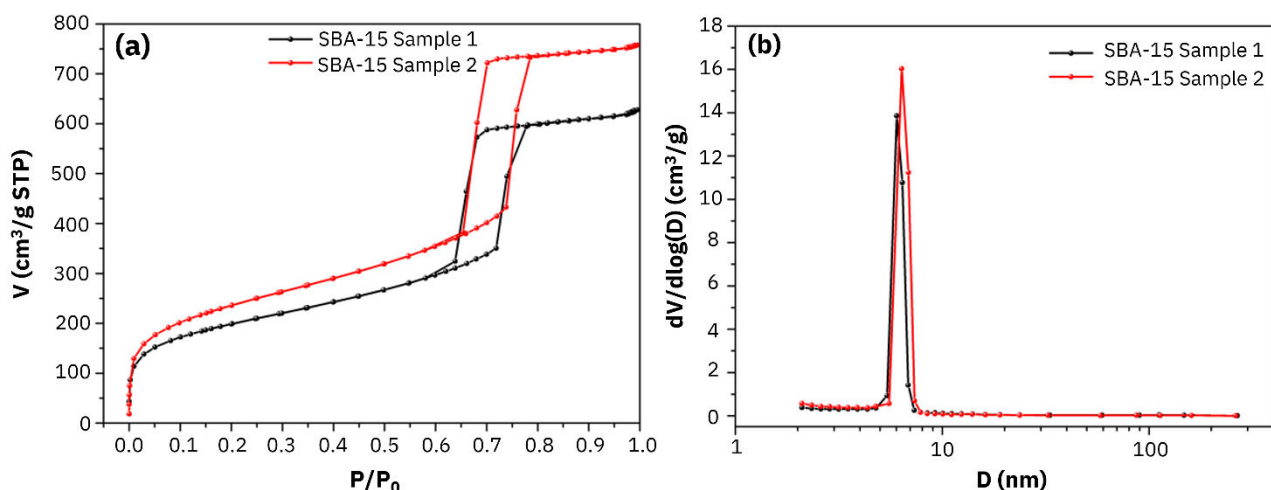 (a)
SBA-15 Sample 1
SBA-15 Sample 2
V (cm³/g STP)
800
700
600
500
400
300
200
100
0
0.0 0.1 0.2 0.3 0.4 0.5 0.6 0.7 0.8 0.9 1.0
P/P₀
(b)
SBA-15 Sample 1
SBA-15 Sample 2
dV/dlog(D) (cm³/g)
18
16
14
12
10
8
6
4
2
0
1 10 100
D (nm)